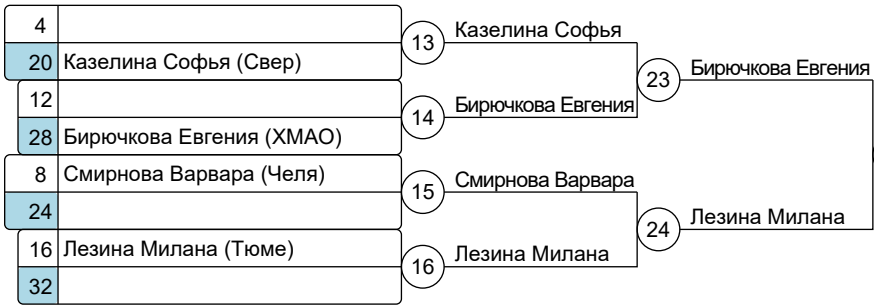 4
20 Казелина Софья (Свер)
12
28 Бирючкова Евгения (ХМАО)
8 Смирнова Варвара (Челя)
24
16 Лезина Милана (Тюме)
32
13 Казелина Софья
14 Бирючкова Евгения
15 Смирнова Варвара
16 Лезина Милана
23 Бирючкова Евгения
24 Лезина Милана